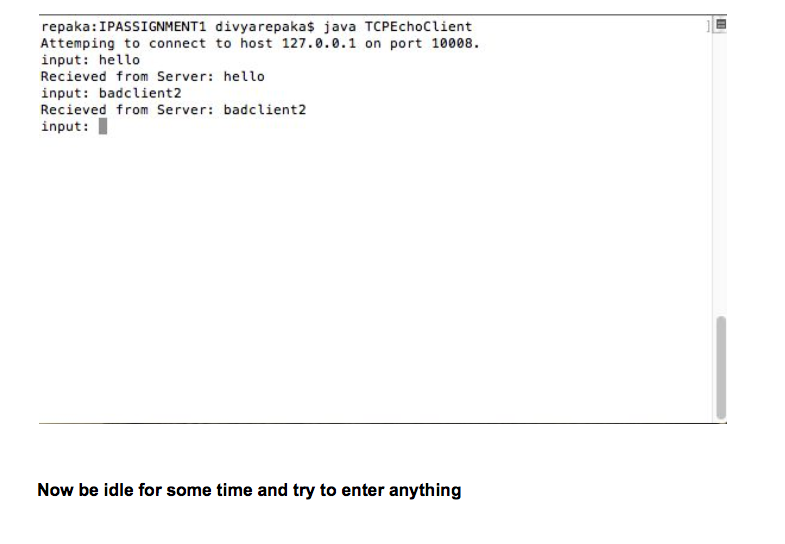 repaka:IPASSIGNMENT1 divyarepaka$ java TCPEchoClient
Attemping to connect to host 127.0.0.1 on port 10008.
input: hello
Recieved from Server: hello
input: badclient2
Recieved from Server: badclient2
input:
Now be idle for some time and try to enter anything